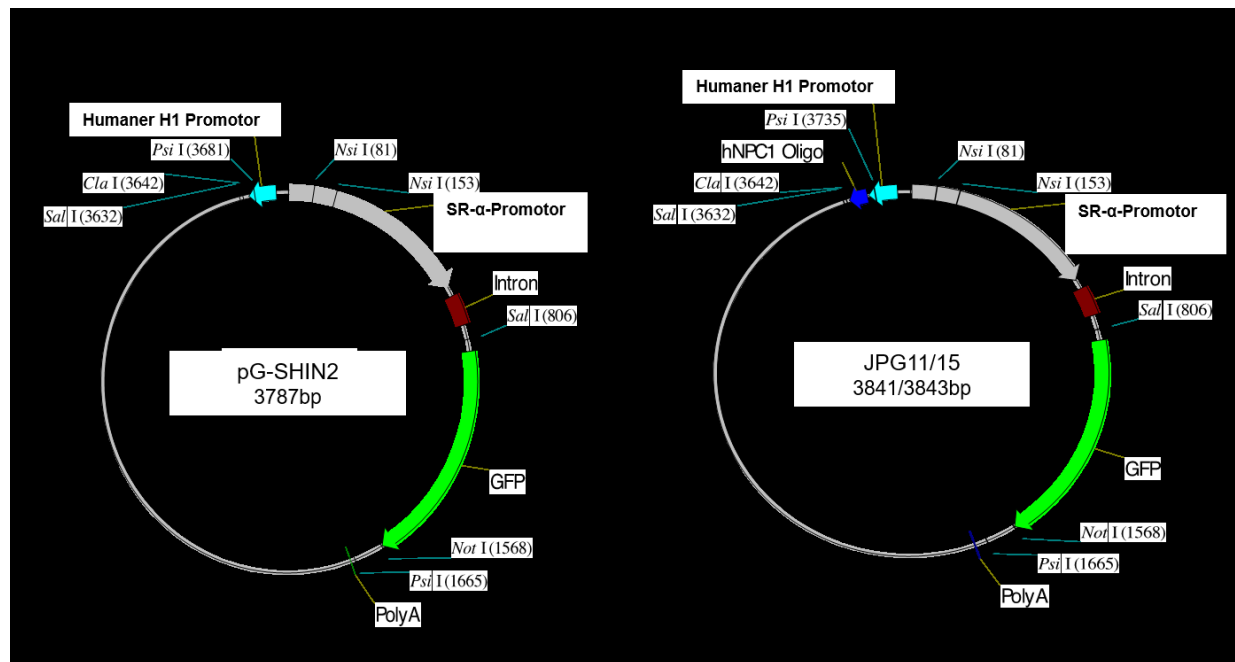 Humaner H1 Promotor
Psi I (3681)
Nsi I (81)
Cla I (3642)
Nsi I (153)
Sal I (3632)
SR-α-Promotor
Intron
Sal I (806)
pG-SHIN2
3787bp
GFP
Not I (1568)
Psi I (1665)
PolyA
Humaner H1 Promotor
Psi I (3735)
hNPC1 Oligo
Nsi I (81)
Cla I (3642)
Nsi I (153)
Sal I (3632)
SR-α-Promotor
Intron
Sal I (806)
JPG11/15
3841/3843bp
GFP
Not I (1568)
Psi I (1665)
PolyA